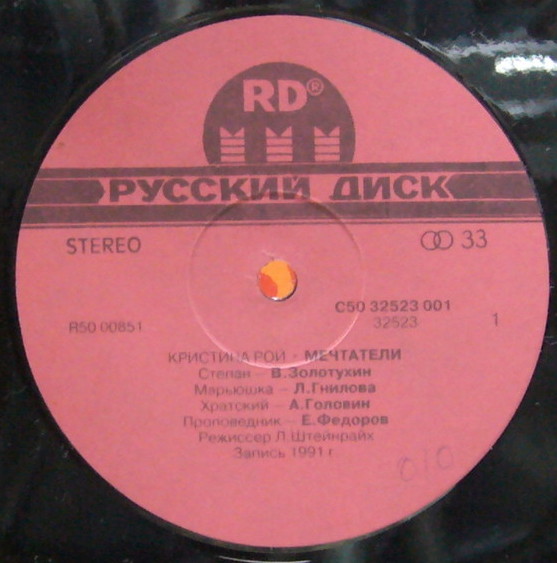 RD®
РУССКИЙ ДИСК
STEREO
33
C50 32523 001
R50 00851
32523
1
КРИСТИНА РОЙ - МЕЧТАТЕЛИ
Степан - В.Золотухин
Марьюшка - Л.Гнилова
Хратский - А.Головин
Проповедник - Е.Федоров
Режиссер Л.Штейнрайх
Запись 1991 г.
010